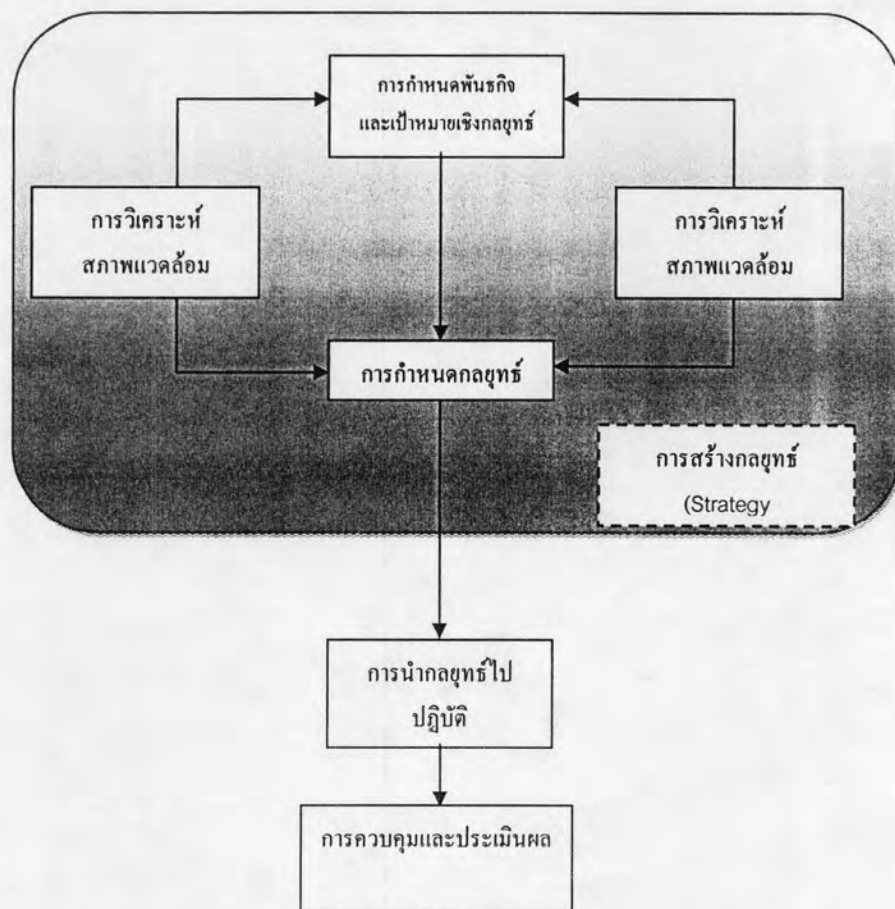 การกำหนดพันธกิจ
และเป้าหมายเชิงกลยุทธ์
การวิเคราะห์
สภาพแวดล้อม
การวิเคราะห์
สภาพแวดล้อม
การกำหนดกลยุทธ์
การสร้างกลยุทธ์
(Strategy
การนำกลยุทธ์ไป
ปฏิบัติ
การควบคุมและประเมินผล